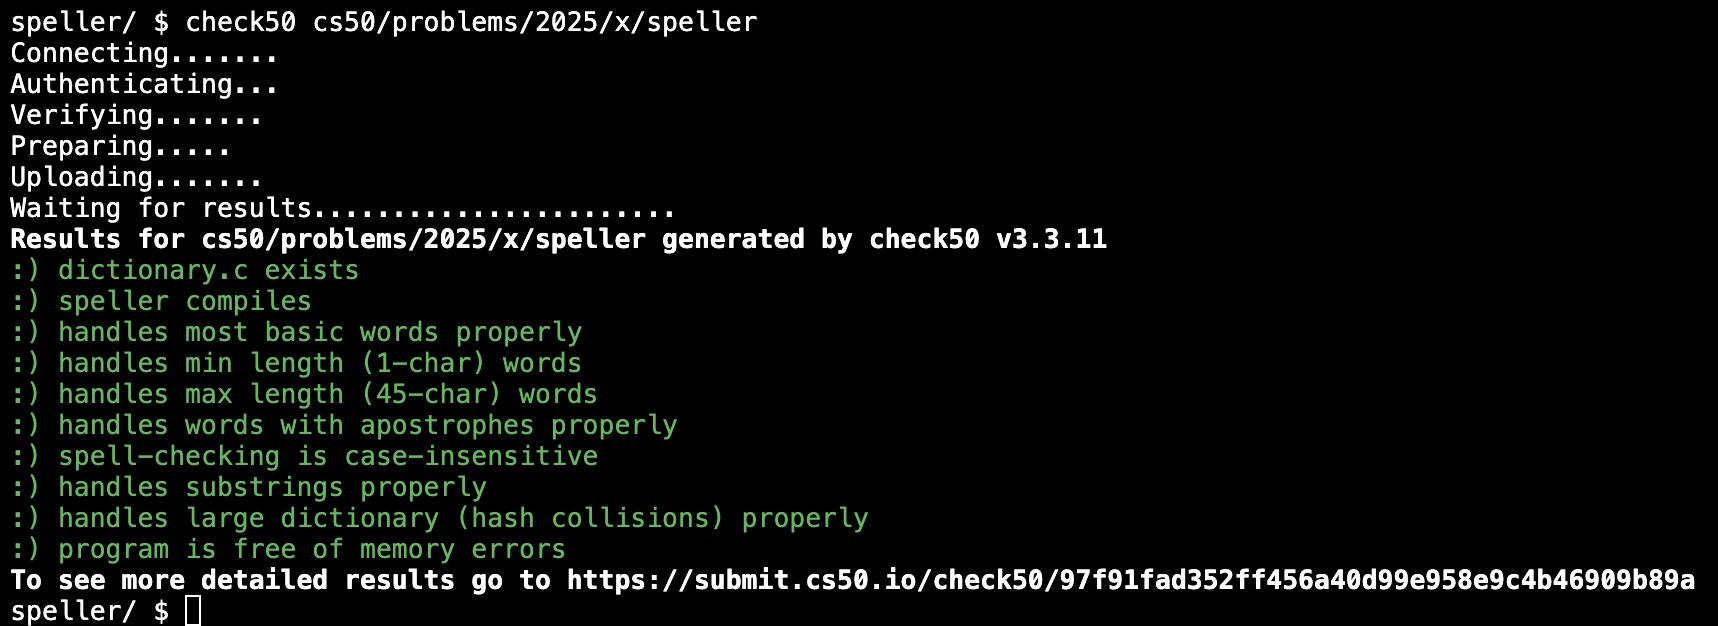 speller/ $ check50 cs50/problems/2025/x/speller
Connecting.......
Authenticating...
Verifying.......
Preparing.....
Uploading.......
Waiting for results.......................
Results for cs50/problems/2025/x/speller generated by check50 v3.3.11
:) dictionary.c exists
:) speller compiles
:) handles most basic words properly
:) handles min length (1-char) words
:) handles max length (45-char) words
:) handles words with apostrophes properly
:) spell-checking is case-insensitive
:) handles substrings properly
:) handles large dictionary (hash collisions) properly
:) program is free of memory errors
To see more detailed results go to https://submit.cs50.io/check50/97f91fad352ff456a40d99e958e9c4b46909b89a
speller/ $